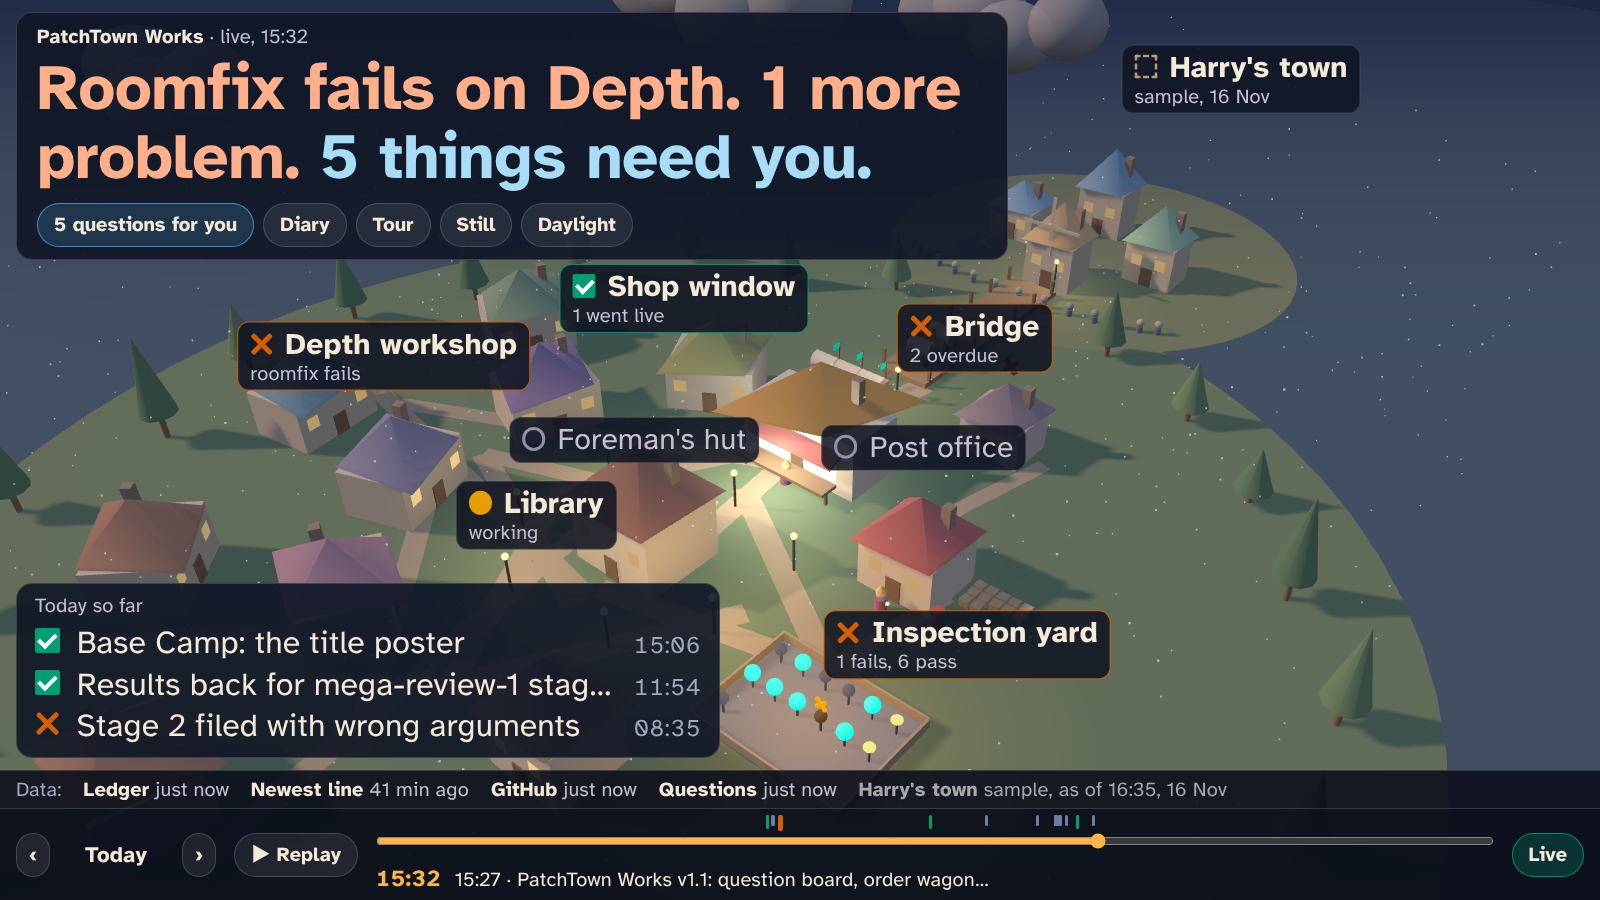 PatchTown Works · live, 15:32
Roomfix fails on Depth. 1 more
problem. 5 things need you.
5 questions for you
Diary
Tour
Still
Daylight
Harry's town
sample, 16 Nov
Shop window
1 went live
Depth workshop
roomfix fails
Bridge
2 overdue
Foreman's hut
Post office
Library
working
Inspection yard
1 fails, 6 pass
Today so far
Base Camp: the title poster 15:06
Results back for mega-review-1 stag... 11:54
Stage 2 filed with wrong arguments 08:35
Data: Ledger just now Newest line 41 min ago GitHub just now Questions just now Harry's town sample, as of 16:35, 16 Nov
‹ Today › ▶ Replay
Live
15:32 15:27 · PatchTown Works v1.1: question board, order wagon...